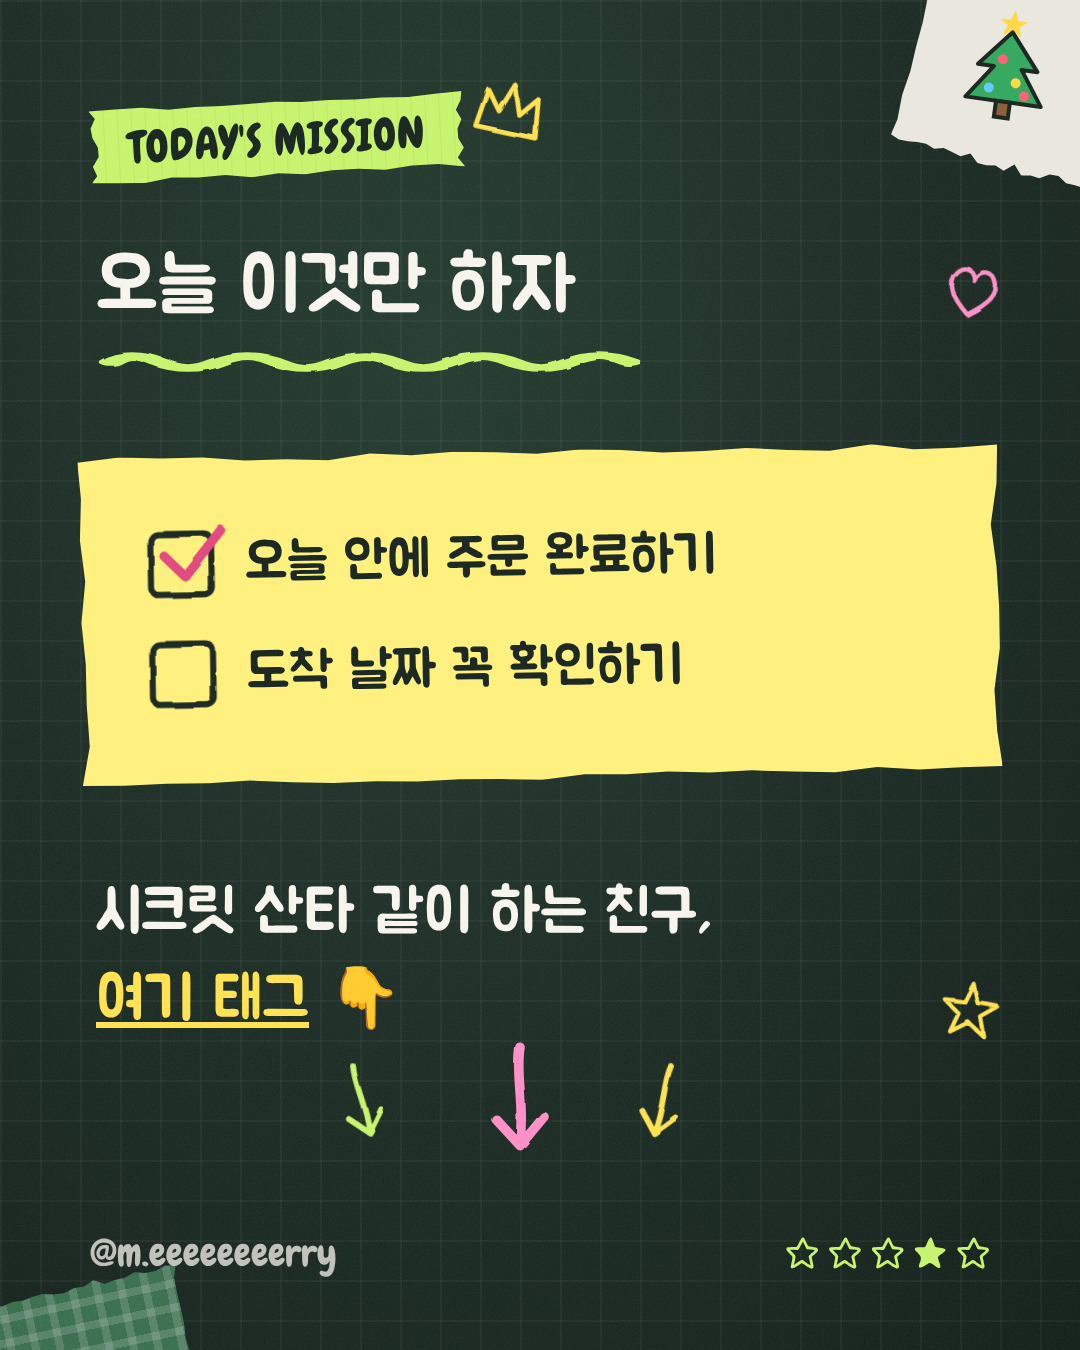 TODAY'S MISSION
오늘 이것만 하자
오늘 안에 주문 완료하기
도착 날짜 꼭 확인하기
시크릿 산타 같이 하는 친구,
여기 태그 👇
@m.eeeeeeeerry